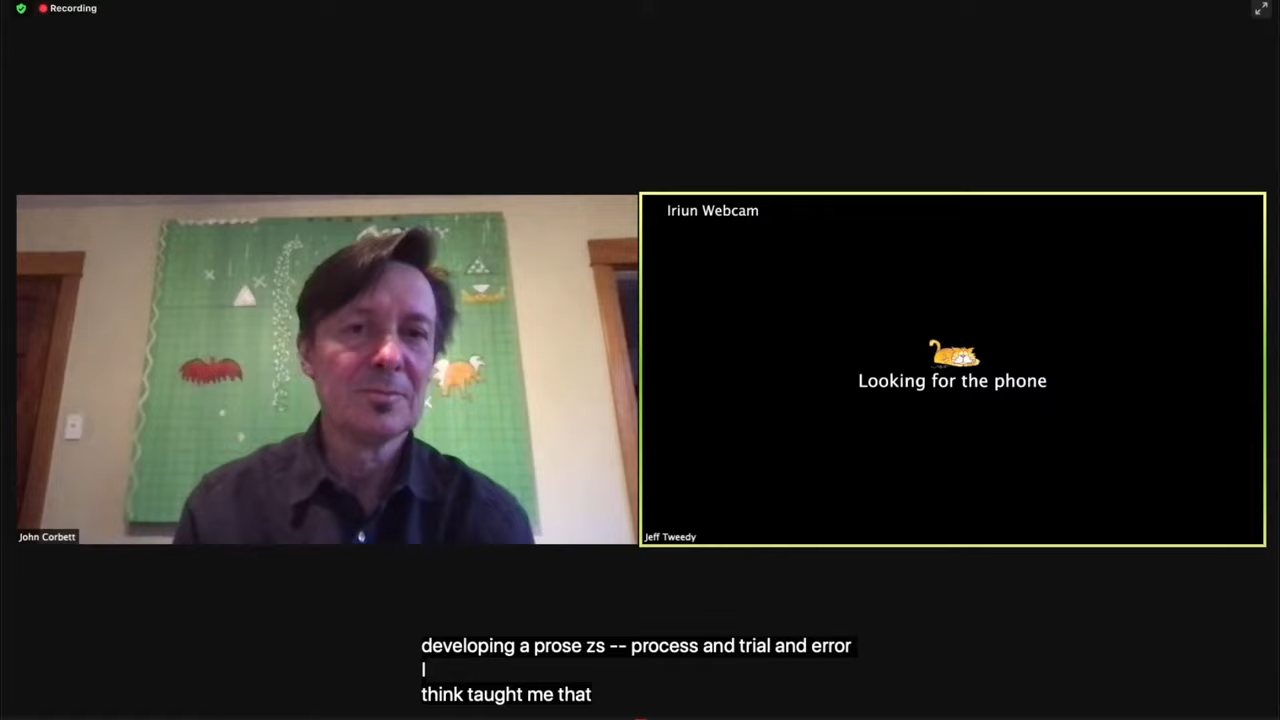 Recording
Iriun Webcam
Looking for the phone
John Corbett
Jeff Tweedy
developing a prose zs -- process and trial and error
I
think taught me that